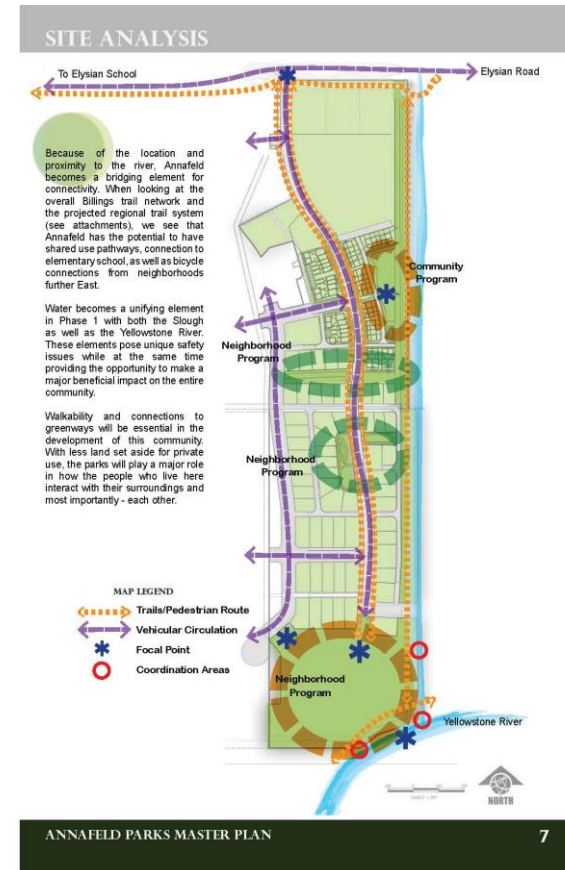 SITE ANALYSIS
To Elysian School
Elysian Road
Because of the location and
proximity to the river, Annafeld
becomes a bridging element for
connectivity. When looking at the
overall Billings trail network and
the projected regional trail system
(see attachments), we see that
Annafeld has the potential to have
shared use pathways, connection to
elementary school, as well as bicycle
connections from neighborhoods
further East.
Water becomes a unifying element
in Phase 1 with both the Slough
as well as the Yellowstone River.
These elements pose unique safety
issues while at the same time
providing the opportunity to make a
major beneficial impact on the entire
community.
Walkability and connections to
greenways will be essential in the
development of this community.
With less land set aside for private
use, the parks will play a major role
in how the people who live here
interact with their surroundings and
most importantly - each other.
Community
Program
Neighborhood
Program
Neighborhood
Program
MAP LEGEND
Trails/Pedestrian Route
Vehicular Circulation
Focal Point
Coordination Areas
Neighborhood
Program
Yellowstone River
NORTH
ANNAFELD PARKS MASTER PLAN
7